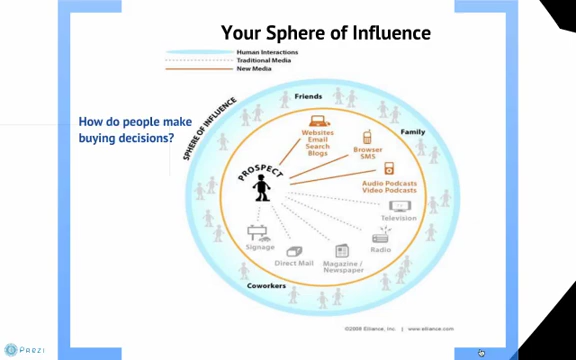 Your Sphere of Influence
Human Interactions
Traditional Media
New Media
How do people make
buying decisions?
SPHERE OF INFLUENCE
Friends
Family
Websites
Email
Search
Blogs
Browser
SMS
PROSPECT
Audio Podcasts
Video Podcasts
Television
Radio
Signage
Direct Mail
Magazine /
Newspaper
Coworkers
©2008 Elliance, Inc. | www.elliance.com
PREZI